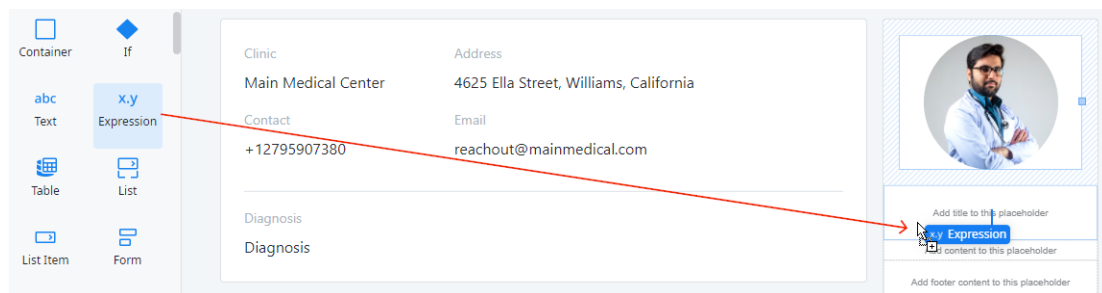 Container
If
abc
Text
x.y
Expression
Table
List
List Item
Form
Clinic
Address
Main Medical Center
4625 Ella Street, Williams, California
Contact
Email
+12795907380
reachout@mainmedical.com
Diagnosis
Diagnosis
Add title to this placeholder
x.y Expression
Add content to this placeholder
Add footer content to this placeholder